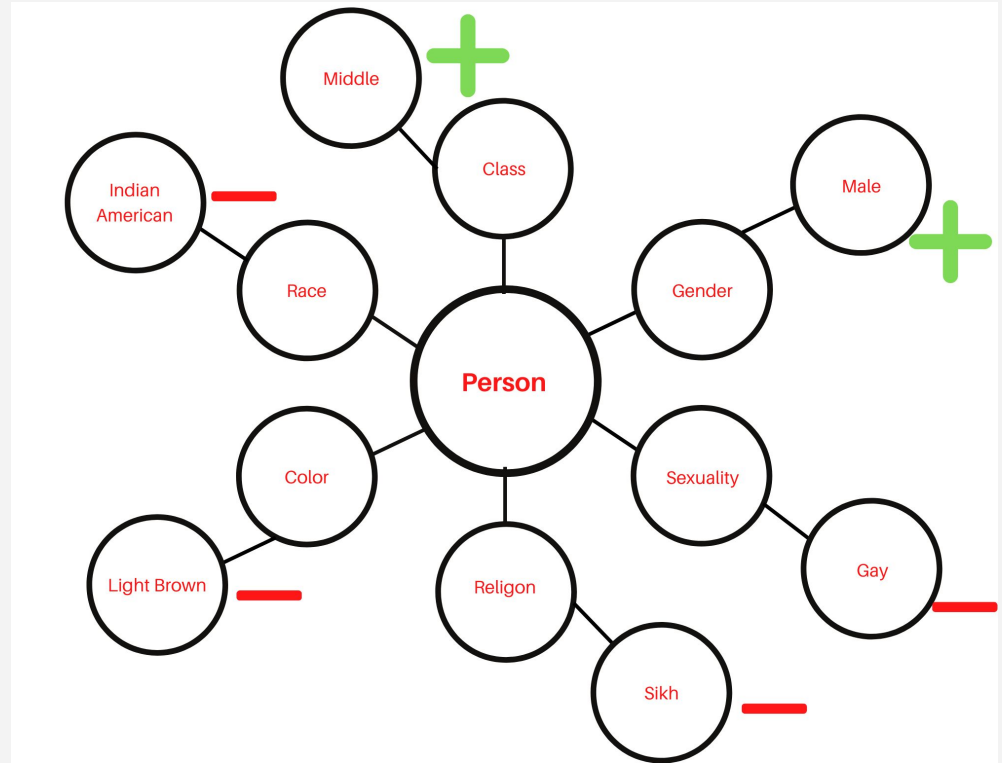 Middle
Class
Male
Indian
American
Race
Gender
Person
Color
Sexuality
Light Brown
Religon
Gay
Sikh